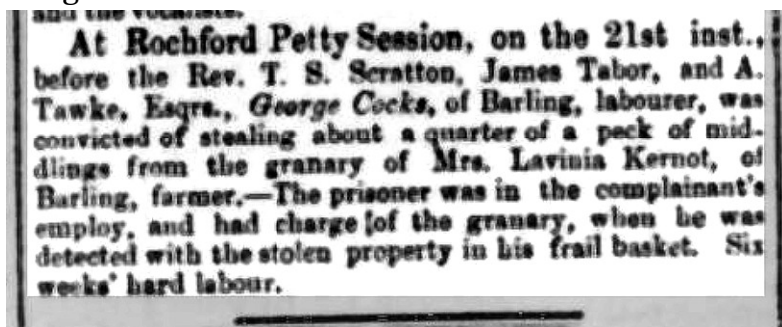 and the vocalists.
At Rochford Petty Session, on the 21st inst.,
before the Rev. T. S. Scratton, James Tabor, and A.
Tawke, Esqrs., George Cocks, of Barling, labourer, was
convicted of stealing about a quarter of a peck of mid-
dlings from the granary of Mrs. Lavinia Kernot, of
Barling, farmer.—The prisoner was in the complainant's
employ, and had charge [of the granary, when he was
detected with the stolen property in his frail basket. Six
weeks' hard labour.